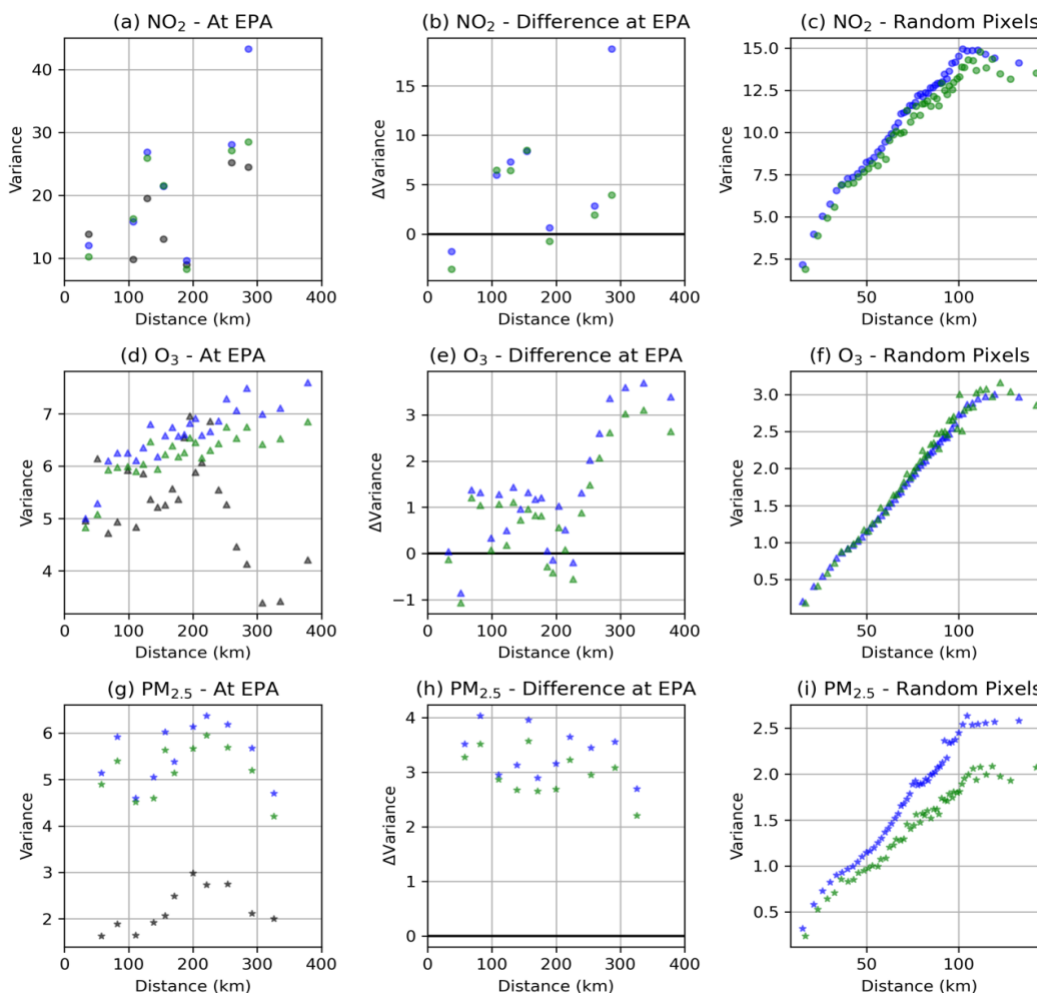 (a) NO₂ - At EPA
(b) NO₂ - Difference at EPA
(c) NO₂ - Random Pixels
Variance
40
30
20
10
0 100 200 300 400
Distance (km)
ΔVariance
15
10
5
0
0 100 200 300 400
Distance (km)
Variance
15.0
12.5
10.0
7.5
5.0
2.5
50 100
Distance (km)
(d) O₃ - At EPA
(e) O₃ - Difference at EPA
(f) O₃ - Random Pixels
Variance
7
6
5
4
0 100 200 300 400
Distance (km)
ΔVariance
4
3
2
1
0
−1
0 100 200 300 400
Distance (km)
Variance
3.0
2.5
2.0
1.5
1.0
0.5
50 100
Distance (km)
(g) PM₂.₅ - At EPA
(h) PM₂.₅ - Difference at EPA
(i) PM₂.₅ - Random Pixels
Variance
6
5
4
3
2
0 100 200 300 400
Distance (km)
ΔVariance
4
3
2
1
0
0 100 200 300 400
Distance (km)
Variance
2.5
2.0
1.5
1.0
0.5
50 100
Distance (km)